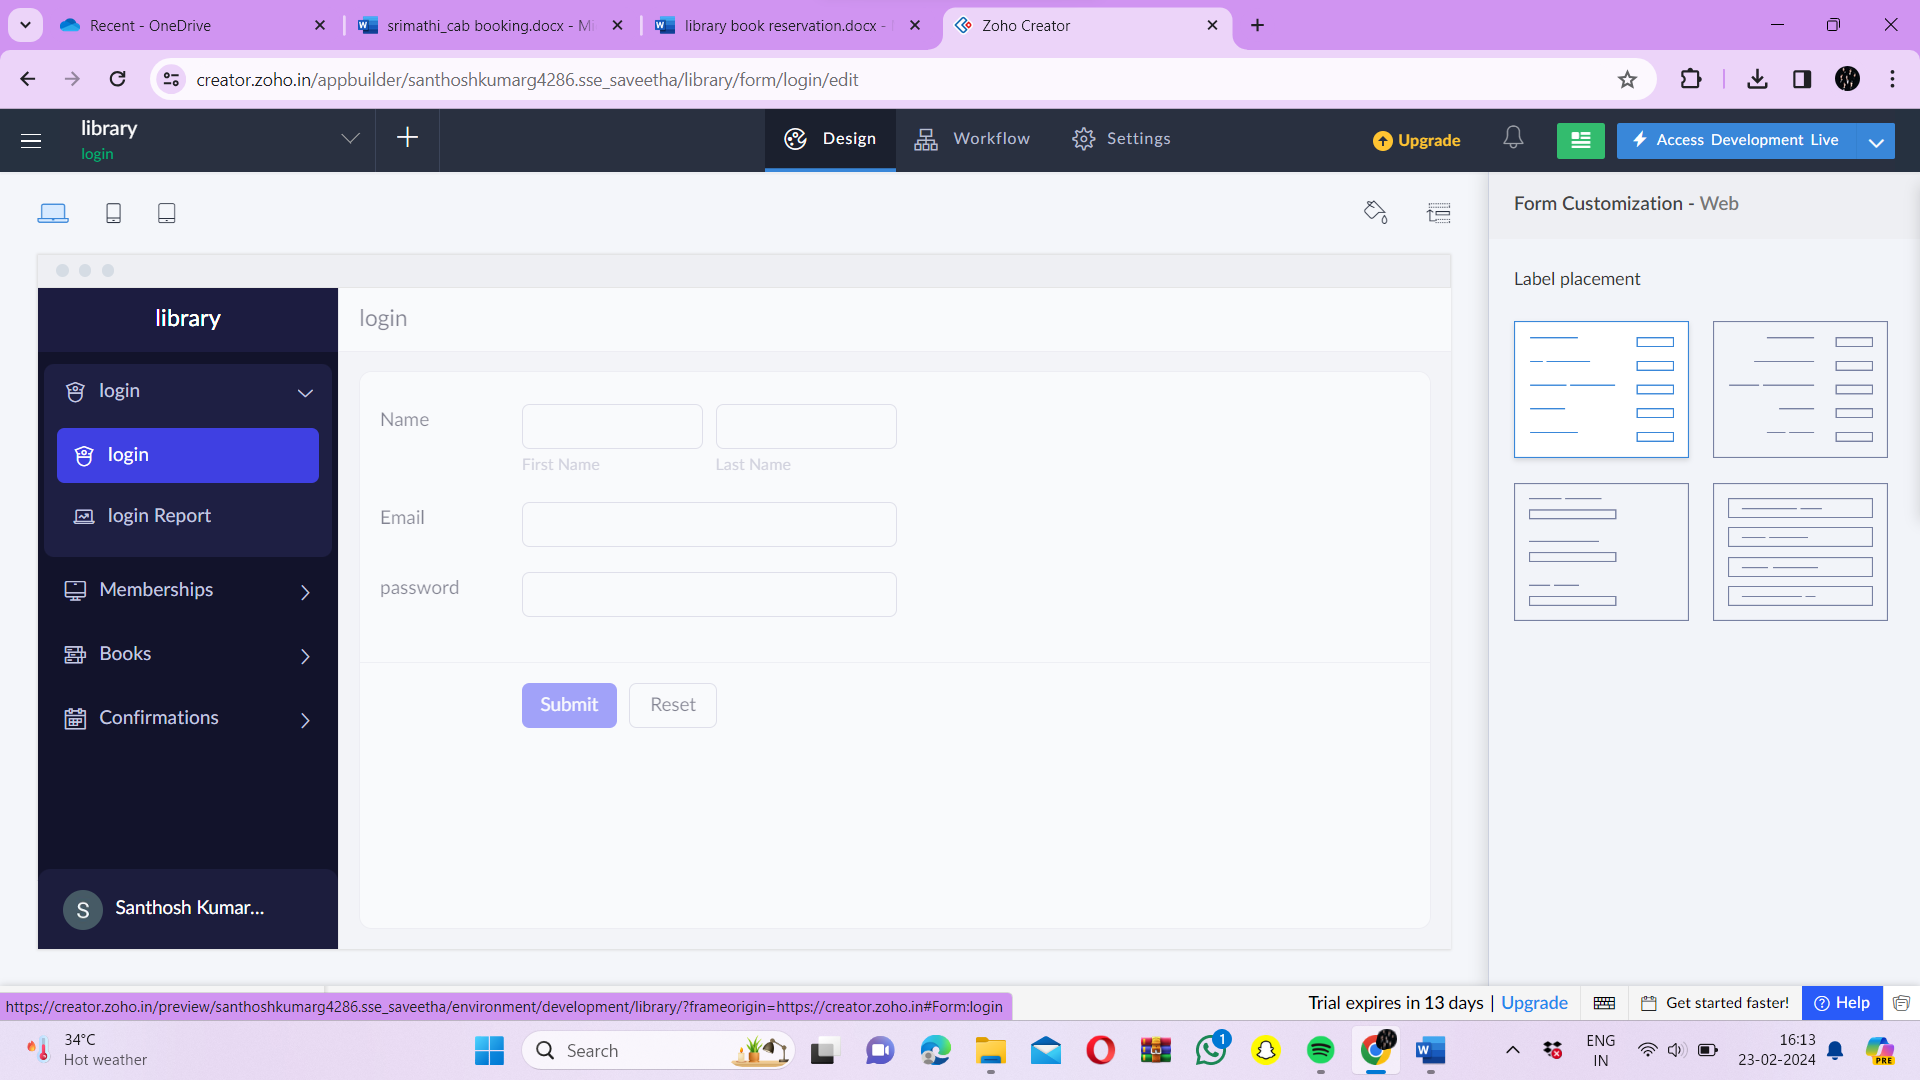 Recent - OneDrive
srimathi_cab booking.docx - Mi
library book reservation.docx -
Zoho Creator
creator.zoho.in/appbuilder/santhoshkumarg4286.sse_saveetha/library/form/login/edit
library
login
Design
Workflow
Settings
Upgrade
Access Development Live
Form Customization - Web
Label placement
library
login
login
login Report
Memberships
Books
Confirmations
S
Santhosh Kumar...
login
Name
First Name
Last Name
Email
password
Submit
Reset
https://creator.zoho.in/preview/santhoshkumarg4286.sse_saveetha/environment/development/library/?frameorigin=https://creator.zoho.in#Form:login
Trial expires in 13 days | Upgrade
Get started faster!
Help
34°C
Hot weather
Search
1
ENG
IN
16:13
23-02-2024
PRE